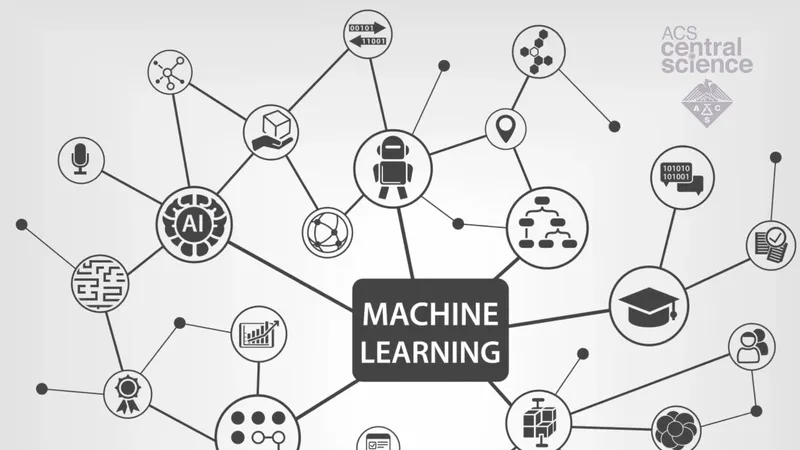 ACS
central
science
A C S
00101
11001
AI
101010
101001
MACHINE
LEARNING